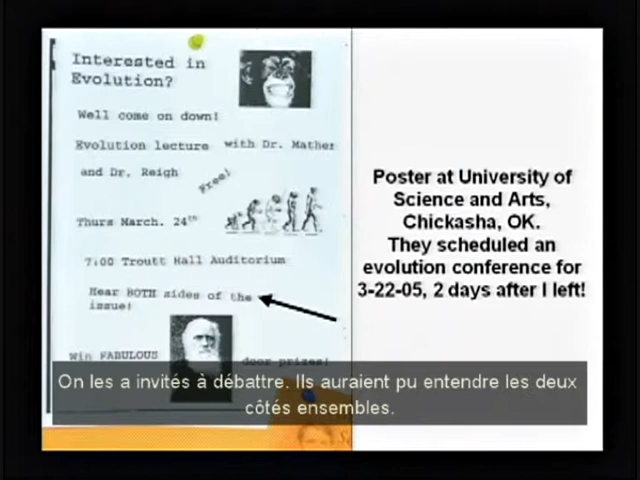 Interested in
Evolution?
Well come on down!
Evolution lecture with Dr. Mather
and Dr. Reigh
Free!
Thurs March. 24th
7:00 Troutt Hall Auditorium
Hear BOTH sides of the
issue!
Win FABULOUS door prizes!
Poster at University of
Science and Arts,
Chickasha, OK.
They scheduled an
evolution conference for
3-22-05, 2 days after I left!
On les a invités à débattre. Ils auraient pu entendre les deux
côtés ensembles.